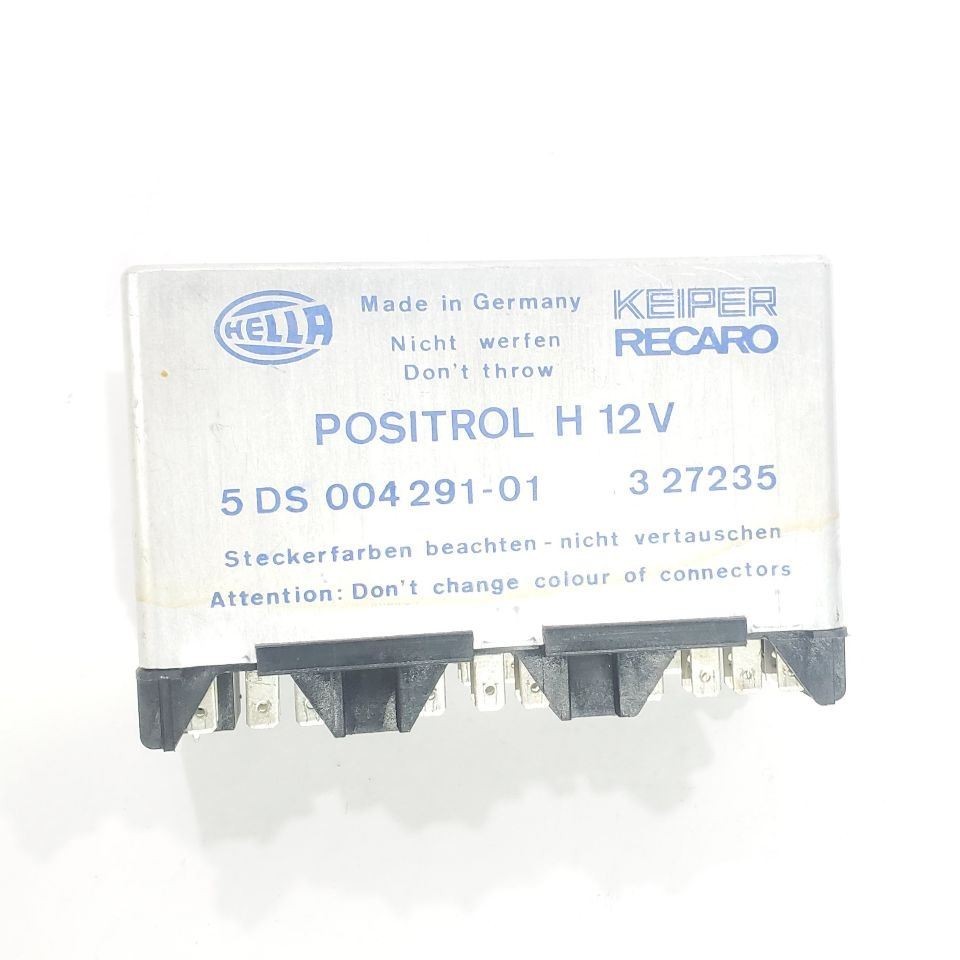 HELLA
Made in Germany
KEIPER
RECARO
Nicht werfen
Don't throw
POSITROL H 12V
5 DS 004 291-01 3 27235
Steckerfarben beachten - nicht vertauschen
Attention: Don't change colour of connectors